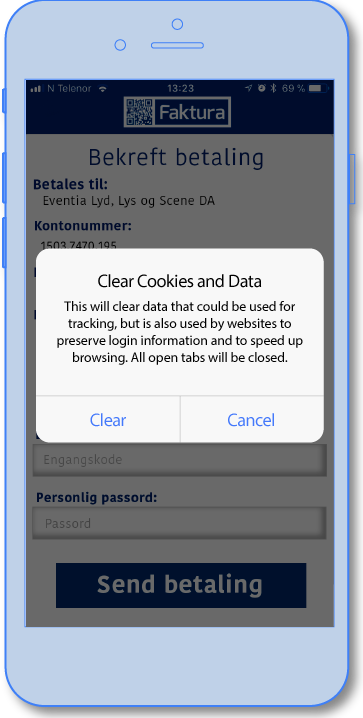 N Telenor 13:23 69 %
Faktura
Bekreft betaling
Betales til:
Eventia Lyd, Lys og Scene DA
Kontonummer:
1503 7470 195
Clear Cookies and Data
This will clear data that could be used for
tracking, but is also used by websites to
preserve login information and to speed up
browsing. All open tabs will be closed.
Clear Cancel
Engangskode
Personlig passord:
Passord
Send betaling